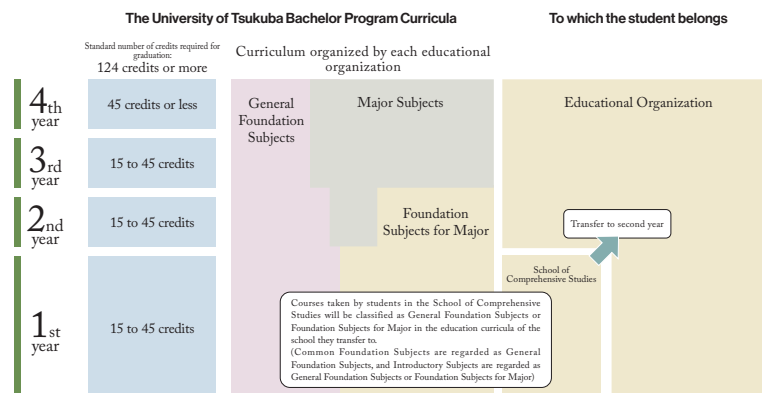 The University of Tsukuba Bachelor Program Curricula
To which the student belongs
Standard number of credits required for
graduation:
124 credits or more
Curriculum organized by each educational
organization
4th
year
45 credits or less
General
Foundation
Subjects
Major Subjects
Educational Organization
3rd
year
15 to 45 credits
2nd
year
15 to 45 credits
Foundation
Subjects for Major
Transfer to second year
School of
Comprehensive Studies
1st
year
15 to 45 credits
Courses taken by students in the School of Comprehensive
Studies will be classified as General Foundation Subjects or
Foundation Subjects for Major in the education curricula of the
school they transfer to.
(Common Foundation Subjects are regarded as General
Foundation Subjects, and Introductory Subjects are regarded as
General Foundation Subjects or Foundation Subjects for Major)